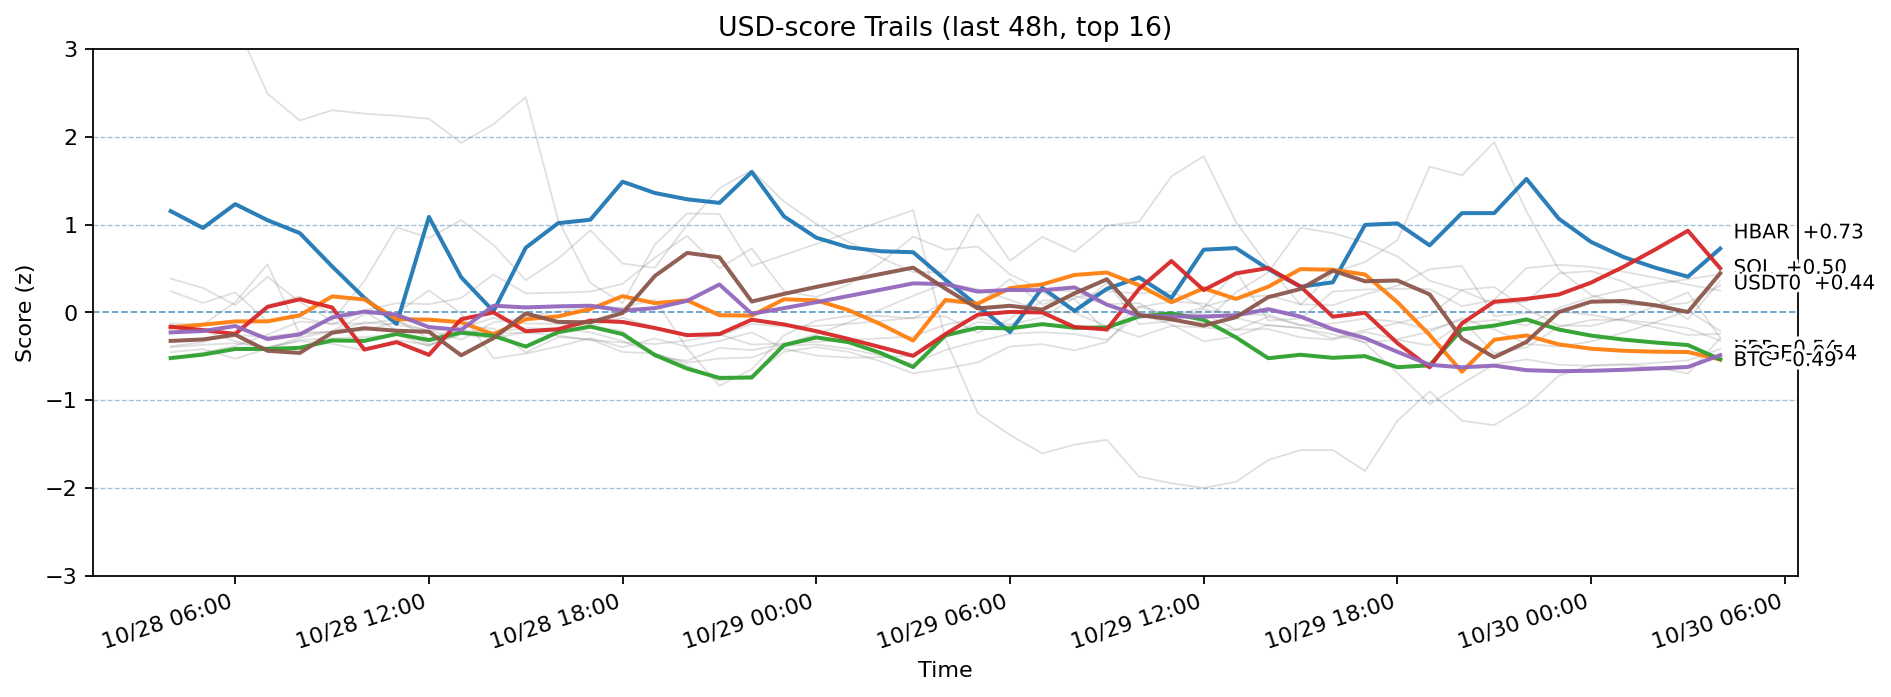 USD-score Trails (last 48h, top 16)
Score (z)
3
2
1
0
−1
−2
−3
HBAR +0.73
SOL +0.50
USDT0 +0.44
BTC -0.49
10/28 06:00
10/28 12:00
10/28 18:00
10/29 00:00
10/29 06:00
10/29 12:00
10/29 18:00
10/30 00:00
10/30 06:00
Time